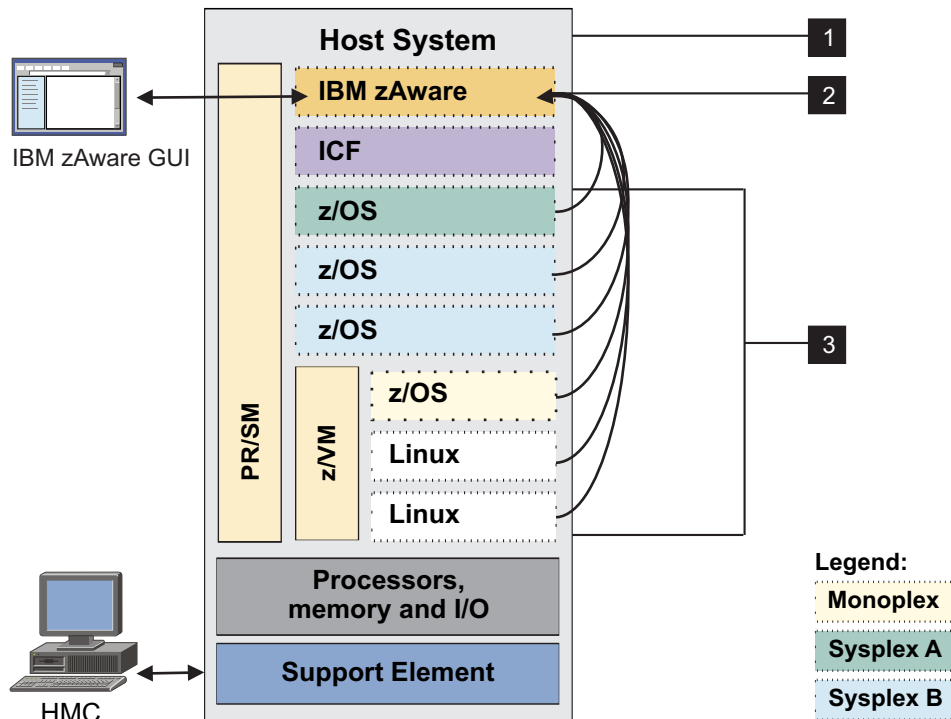 Host System
1
IBM zAware
2
IBM zAware GUI
ICF
z/OS
z/OS
z/OS
3
PR/SM
z/VM
z/OS
Linux
Linux
Processors,
memory and I/O
Support Element
HMC
Legend:
Monoplex
Sysplex A
Sysplex B